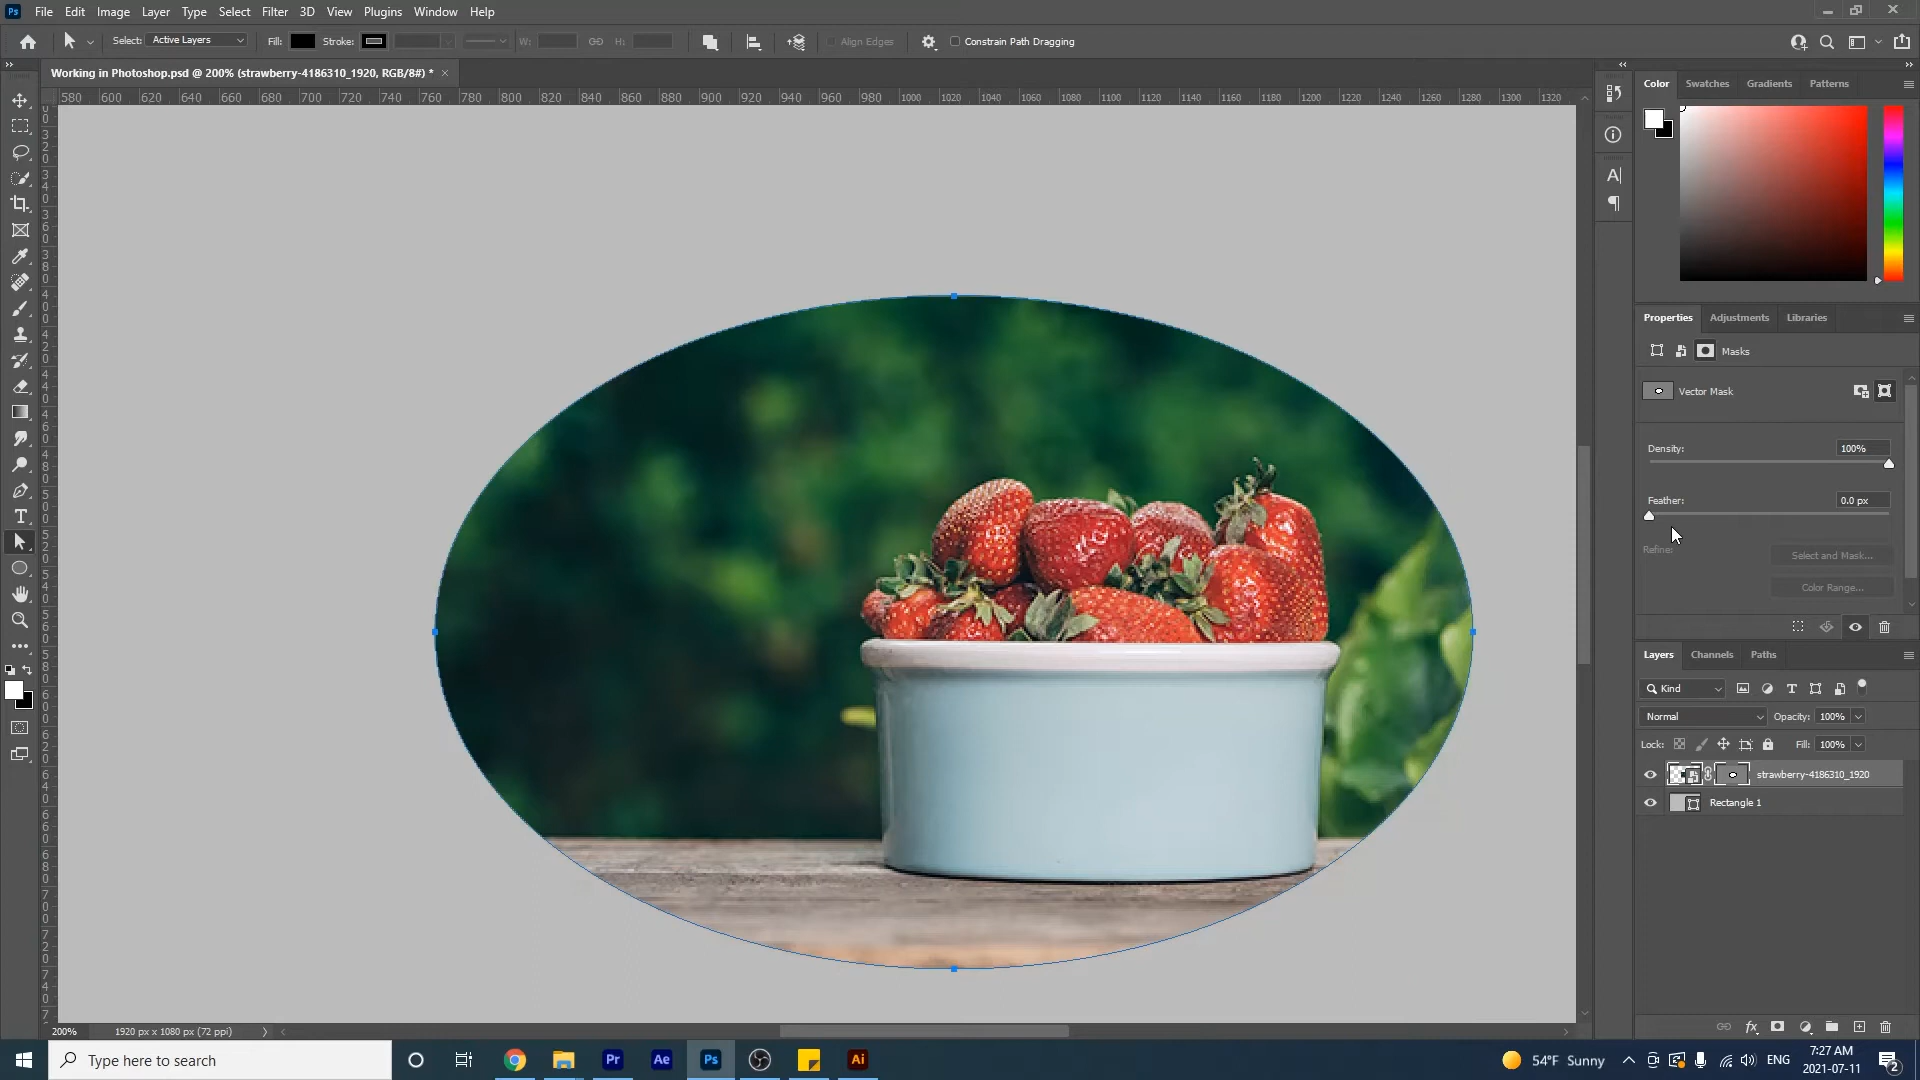 Ps File Edit Image Layer Type Select Filter 3D View Plugins Window Help
Select: Active Layers Fill: Stroke: W: H: Align Edges Constrain Path Dragging
Working in Photoshop.psd @ 200% (strawberry-4186310_1920, RGB/8#) * ×
580 600 620 640 660 680 700 720 740 760 780 800 820 840 860 880 900 920 940 960 980 1000 1020 1040 1060 1080 1100 1120 1140 1160 1180 1200 1220 1240 1260 1280 1300 1320
Color Swatches Gradients Patterns
Properties Adjustments Libraries
Masks
Vector Mask
Density: 100%
Feather: 0.0 px
Refine: Select and Mask...
Color Range...
Layers Channels Paths
Kind
Normal Opacity: 100%
Lock: Fill: 100%
strawberry-4186310_1920
Rectangle 1
200% 1920 px x 1080 px (72 ppi)
Type here to search
Pr Ae Ps Ai
54°F Sunny
ENG
7:27 AM
2021-07-11
2